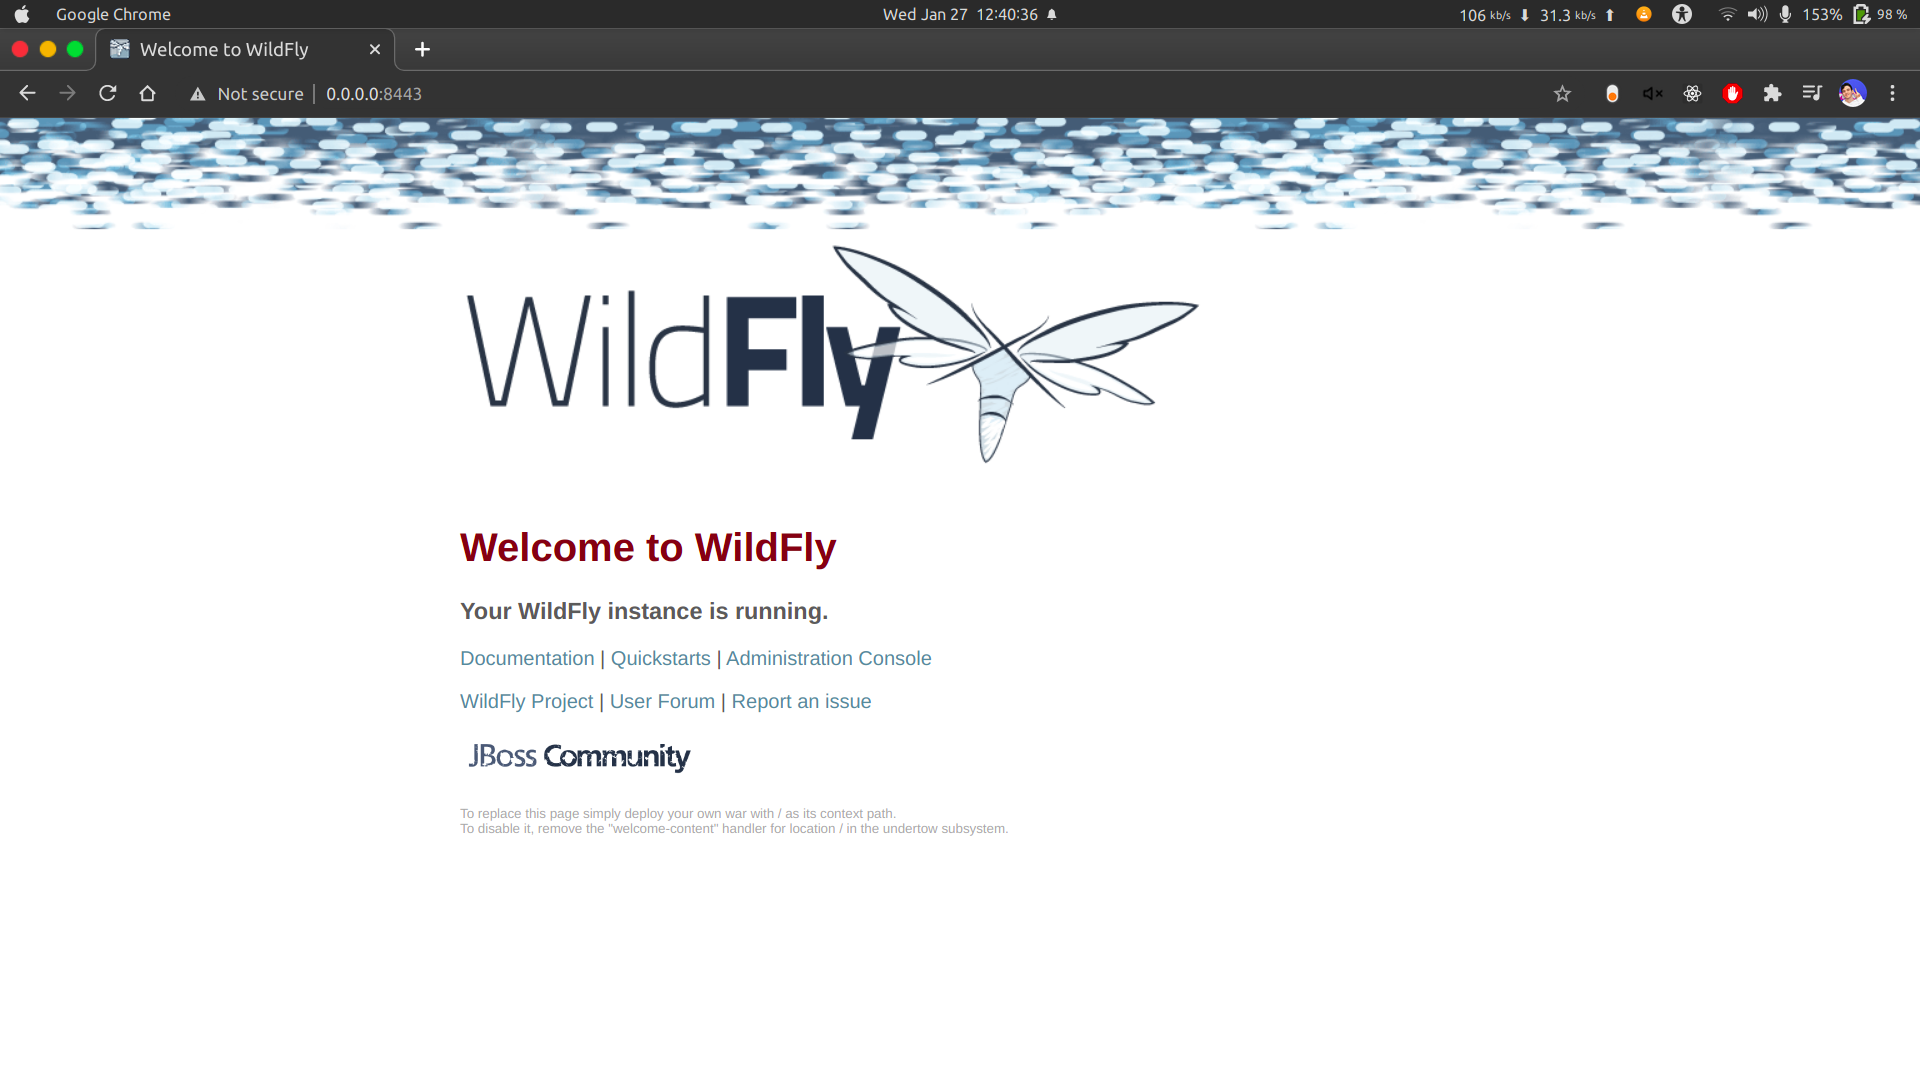 Google Chrome
Wed Jan 27 12:40:36
106 kb/s ⬇ 31.3 kb/s ⬆
153%
98 %
Welcome to WildFly
Not secure | 0.0.0.0:8443
WildFly
Welcome to WildFly
Your WildFly instance is running.
Documentation | Quickstarts | Administration Console
WildFly Project | User Forum | Report an issue
JBoss Community
To replace this page simply deploy your own war with / as its context path.
To disable it, remove the "welcome-content" handler for location / in the undertow subsystem.